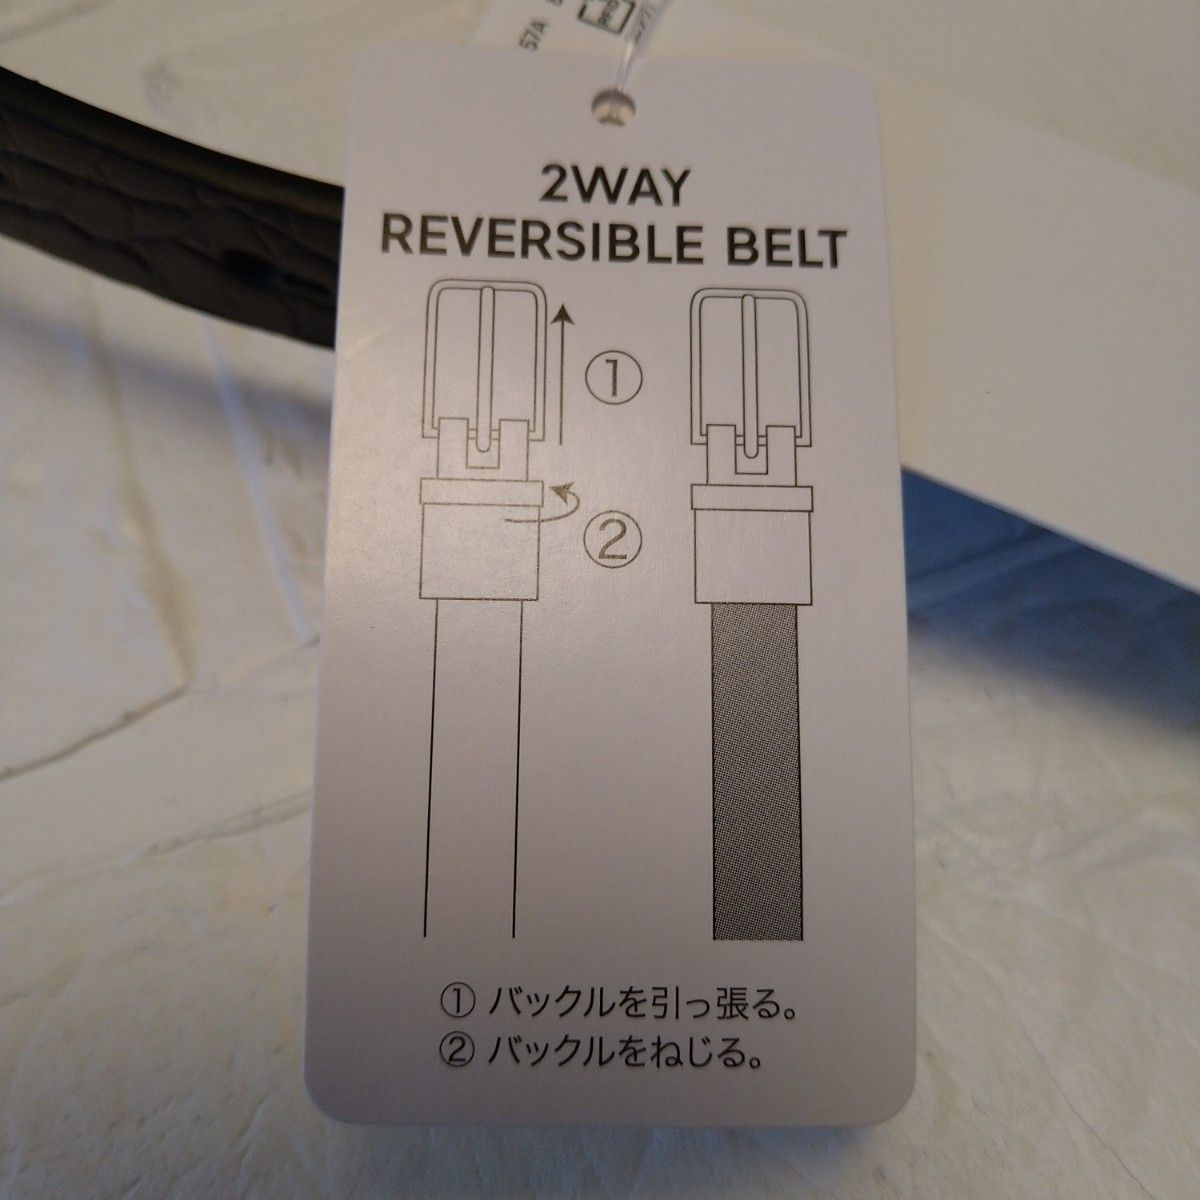 67A
2WAY
REVERSIBLE BELT
①
②
① バックルを引っ張る。
② バックルをねじる。